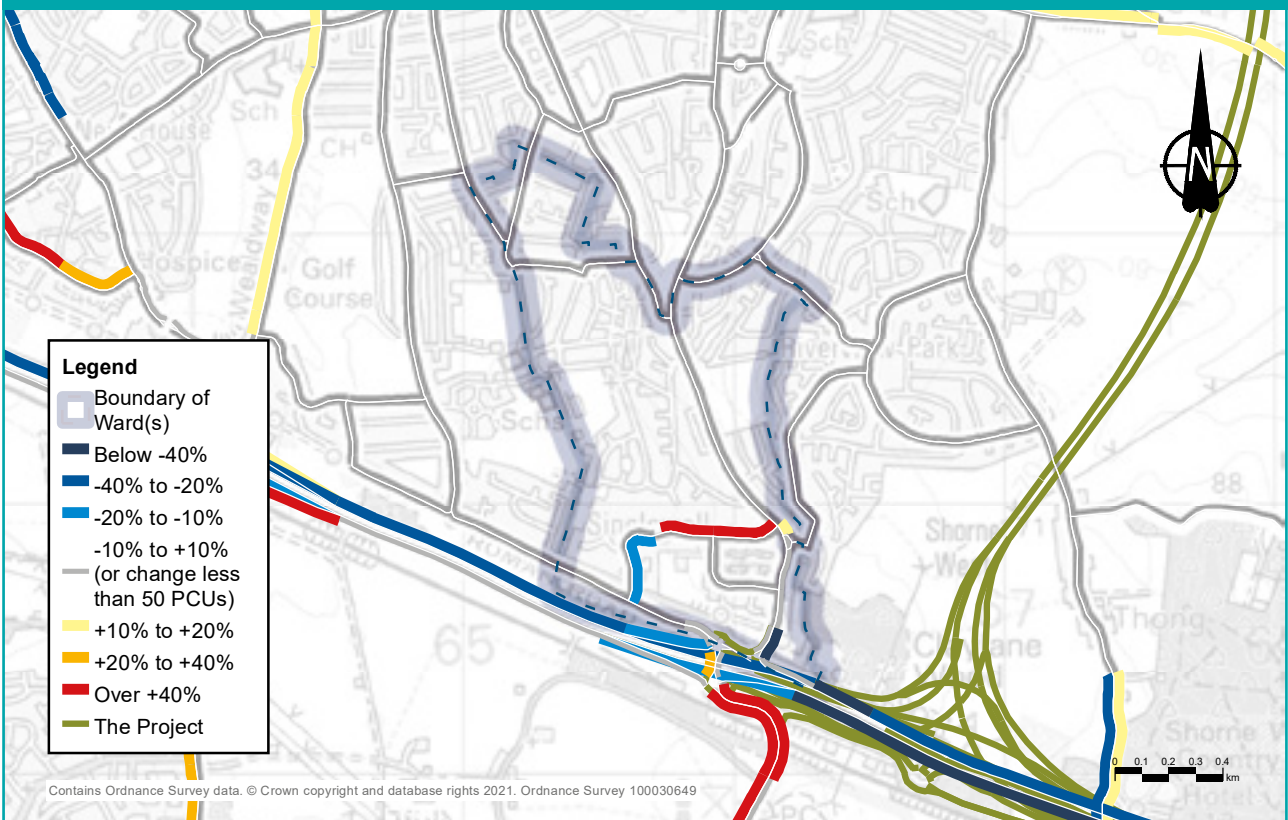 Sch
Sch
CH
34
Sch
Hospice
Golf
Course
N
Legend
Boundary of
Ward(s)
Below -40%
-40% to -20%
-20% to -10%
-10% to +10%
(or change less
than 50 PCUs)
+10% to +20%
+20% to +40%
Over +40%
The Project
88
65
Thong
0 0.1 0.2 0.3 0.4
km
Contains Ordnance Survey data. © Crown copyright and database rights 2021. Ordnance Survey 100030649